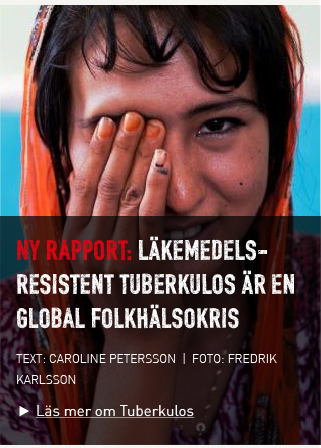 NY RAPPORT: LÄKEMEDELS-
RESISTENT TUBERKULOS ÄR EN
GLOBAL FOLKHÄLSOKRIS
TEXT: CAROLINE PETERSSON | FOTO: FREDRIK
KARLSSON
► Läs mer om Tuberkulos